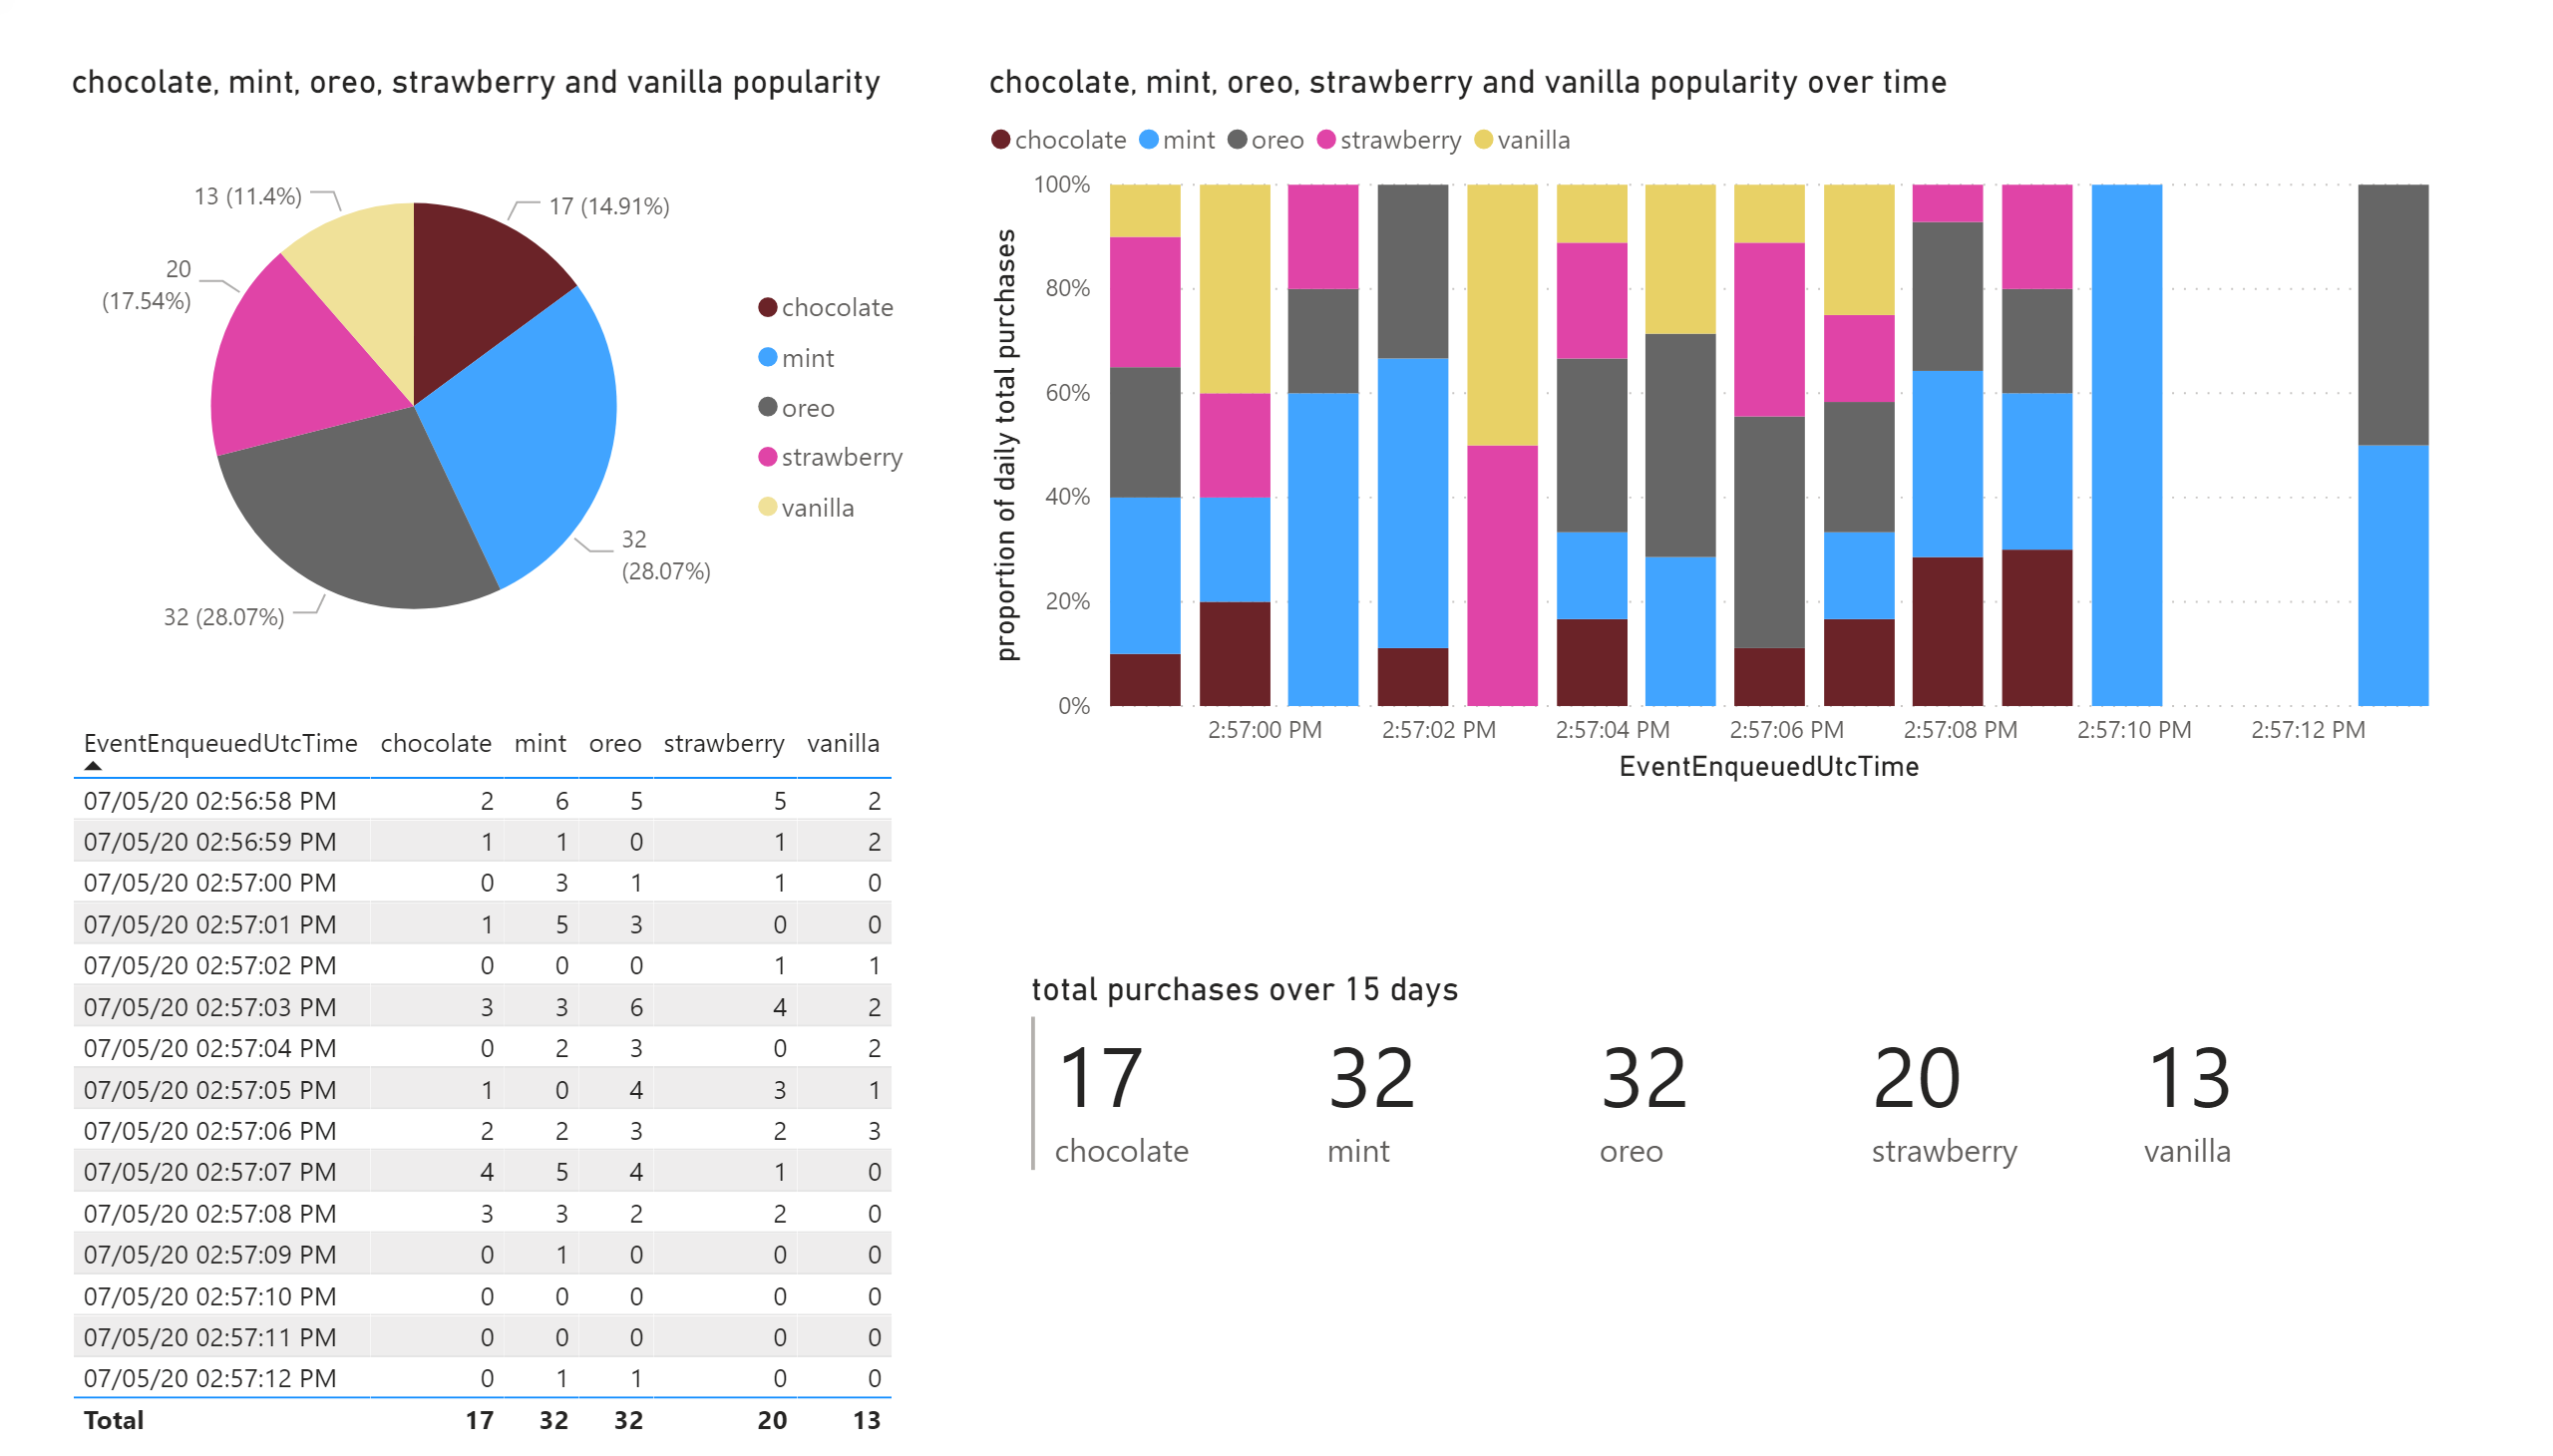 chocolate, mint, oreo, strawberry and vanilla popularity
13 (11.4%)
17 (14.91%)
20
(17.54%)
32
(28.07%)
32 (28.07%)
chocolate
mint
oreo
strawberry
vanilla
chocolate, mint, oreo, strawberry and vanilla popularity over time
chocolate mint oreo strawberry vanilla
proportion of daily total purchases
100%
80%
60%
40%
20%
0%
2:57:00 PM 2:57:02 PM 2:57:04 PM 2:57:06 PM 2:57:08 PM 2:57:10 PM 2:57:12 PM
EventEnqueuedUtcTime
EventEnqueuedUtcTime chocolate mint oreo strawberry vanilla
07/05/20 02:56:58 PM 2 6 5 5 2
07/05/20 02:56:59 PM 1 1 0 1 2
07/05/20 02:57:00 PM 0 3 1 1 0
07/05/20 02:57:01 PM 1 5 3 0 0
07/05/20 02:57:02 PM 0 0 0 1 1
07/05/20 02:57:03 PM 3 3 6 4 2
07/05/20 02:57:04 PM 0 2 3 0 2
07/05/20 02:57:05 PM 1 0 4 3 1
07/05/20 02:57:06 PM 2 2 3 2 3
07/05/20 02:57:07 PM 4 5 4 1 0
07/05/20 02:57:08 PM 3 3 2 2 0
07/05/20 02:57:09 PM 0 1 0 0 0
07/05/20 02:57:10 PM 0 0 0 0 0
07/05/20 02:57:11 PM 0 0 0 0 0
07/05/20 02:57:12 PM 0 1 1 0 0
Total 17 32 32 20 13
total purchases over 15 days
17 32 32 20 13
chocolate mint oreo strawberry vanilla